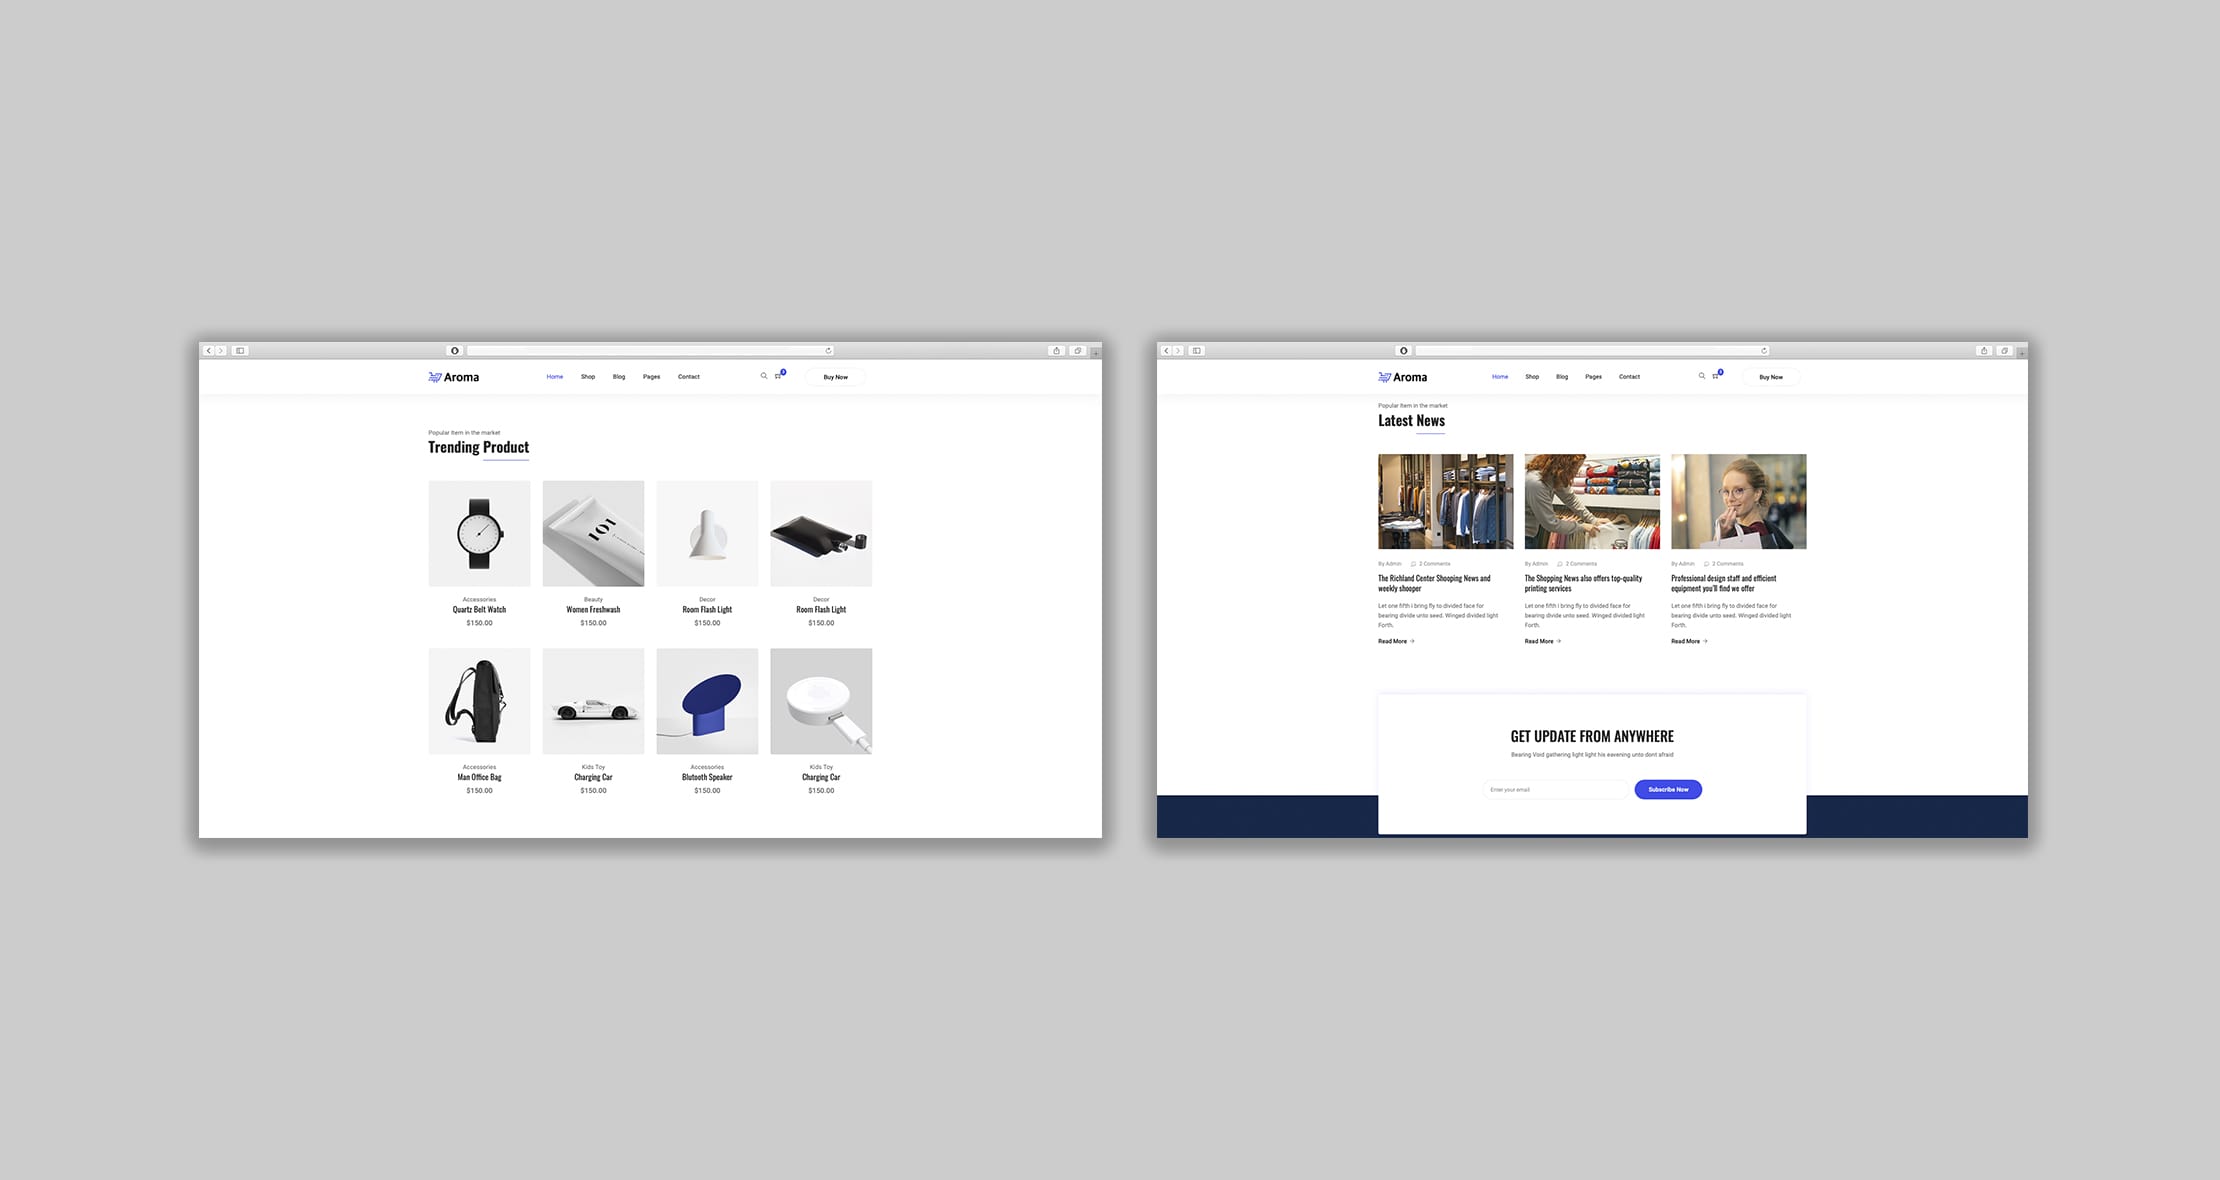 Aroma
Home
Shop
Blog
Pages
Contact
3
Buy Now
Popular Item in the market
Trending Product
Accessories
Quartz Belt Watch
$150.00
Beauty
Women Freshwash
$150.00
Decor
Room Flash Light
$150.00
Decor
Room Flash Light
$150.00
Accessories
Man Office Bag
$150.00
Kids Toy
Charging Car
$150.00
Accessories
Blutooth Speaker
$150.00
Kids Toy
Charging Car
$150.00
101
Aroma
Home
Shop
Blog
Pages
Contact
3
Buy Now
Popular Item in the market
Latest News
By Admin
2 Comments
The Richland Center Shooping News and
weekly shooper
Let one fifth i bring fly to divided face for
bearing divide unto seed. Winged divided light
Forth.
Read More
By Admin
2 Comments
The Shopping News also offers top-quality
printing services
Let one fifth i bring fly to divided face for
bearing divide unto seed. Winged divided light
Forth.
Read More
By Admin
2 Comments
Professional design staff and efficient
equipment you'll find we offer
Let one fifth i bring fly to divided face for
bearing divide unto seed. Winged divided light
Forth.
Read More
GET UPDATE FROM ANYWHERE
Bearing Void gathering light light his eavening unto dont afraid
Enter your email
Subscribe Now